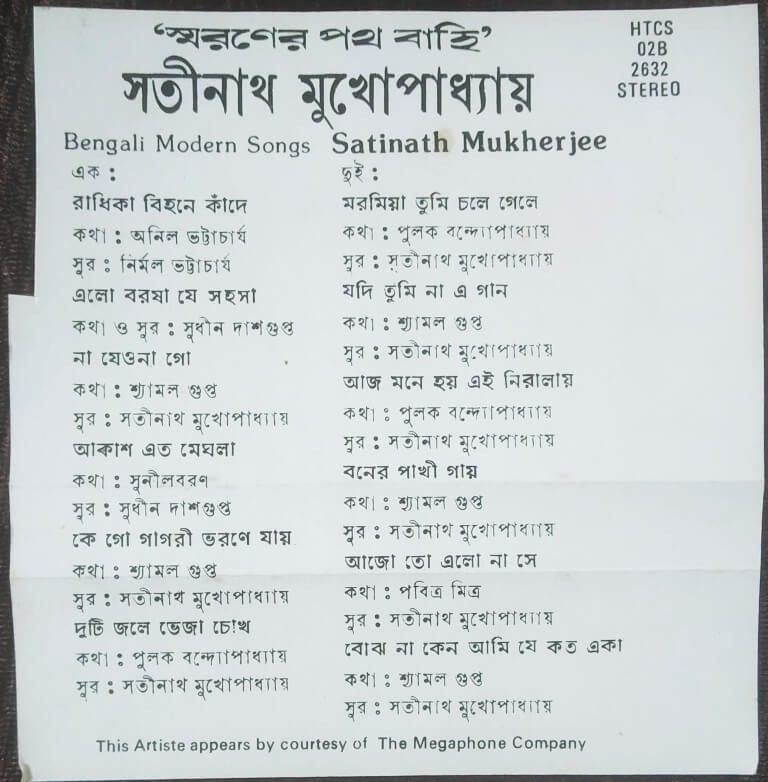 ‘স্মরণের পথ বাহি’
HTCS
02B
2632
STEREO
সতীনাথ মুখোপাধ্যায়
Bengali Modern Songs Satinath Mukherjee
এক :
রাধিকা বিহনে কাঁদে
কথা : অনিল ভট্টাচার্য
সুর : নির্মল ভট্টাচার্য
এলো বরষা যে সহসা
কথা ও সুর : সুধীন দাশগুপ্ত
না যেওনা গো
কথা : শ্যামল গুপ্ত
সুর : সতীনাথ মুখোপাধ্যায়
আকাশ এত মেঘলা
কথা : সুনীলবরণ
সুর : সুধীন দাশগুপ্ত
কে গো গাগরী ভরণে যায়
কথা : শ্যামল গুপ্ত
সুর : সতীনাথ মুখোপাধ্যায়
দুটি জলে ভেজা চোখ
কথা : পুলক বন্দ্যোপাধ্যায়
সুর : সতীনাথ মুখোপাধ্যায়
দুই :
মরমিয়া তুমি চলে গেলে
কথা : পুলক বন্দ্যোপাধ্যায়
সুর : সতীনাথ মুখোপাধ্যায়
যদি তুমি না এ গান
কথা : শ্যামল গুপ্ত
সুর : সতীনাথ মুখোপাধ্যায়
আজ মনে হয় এই নিরালায়
কথা : পুলক বন্দ্যোপাধ্যায়
সুর : সতীনাথ মুখোপাধ্যায়
বনের পাখী গায়
কথা : শ্যামল গুপ্ত
সুর : সতীনাথ মুখোপাধ্যায়
আজো তো এলো না সে
কথা : পবিত্র মিত্র
সুর : সতীনাথ মুখোপাধ্যায়
বোঝ না কেন আমি যে কত একা
কথা : শ্যামল গুপ্ত
সুর : সতীনাথ মুখোপাধ্যায়
This Artiste appears by courtesy of The Megaphone Company